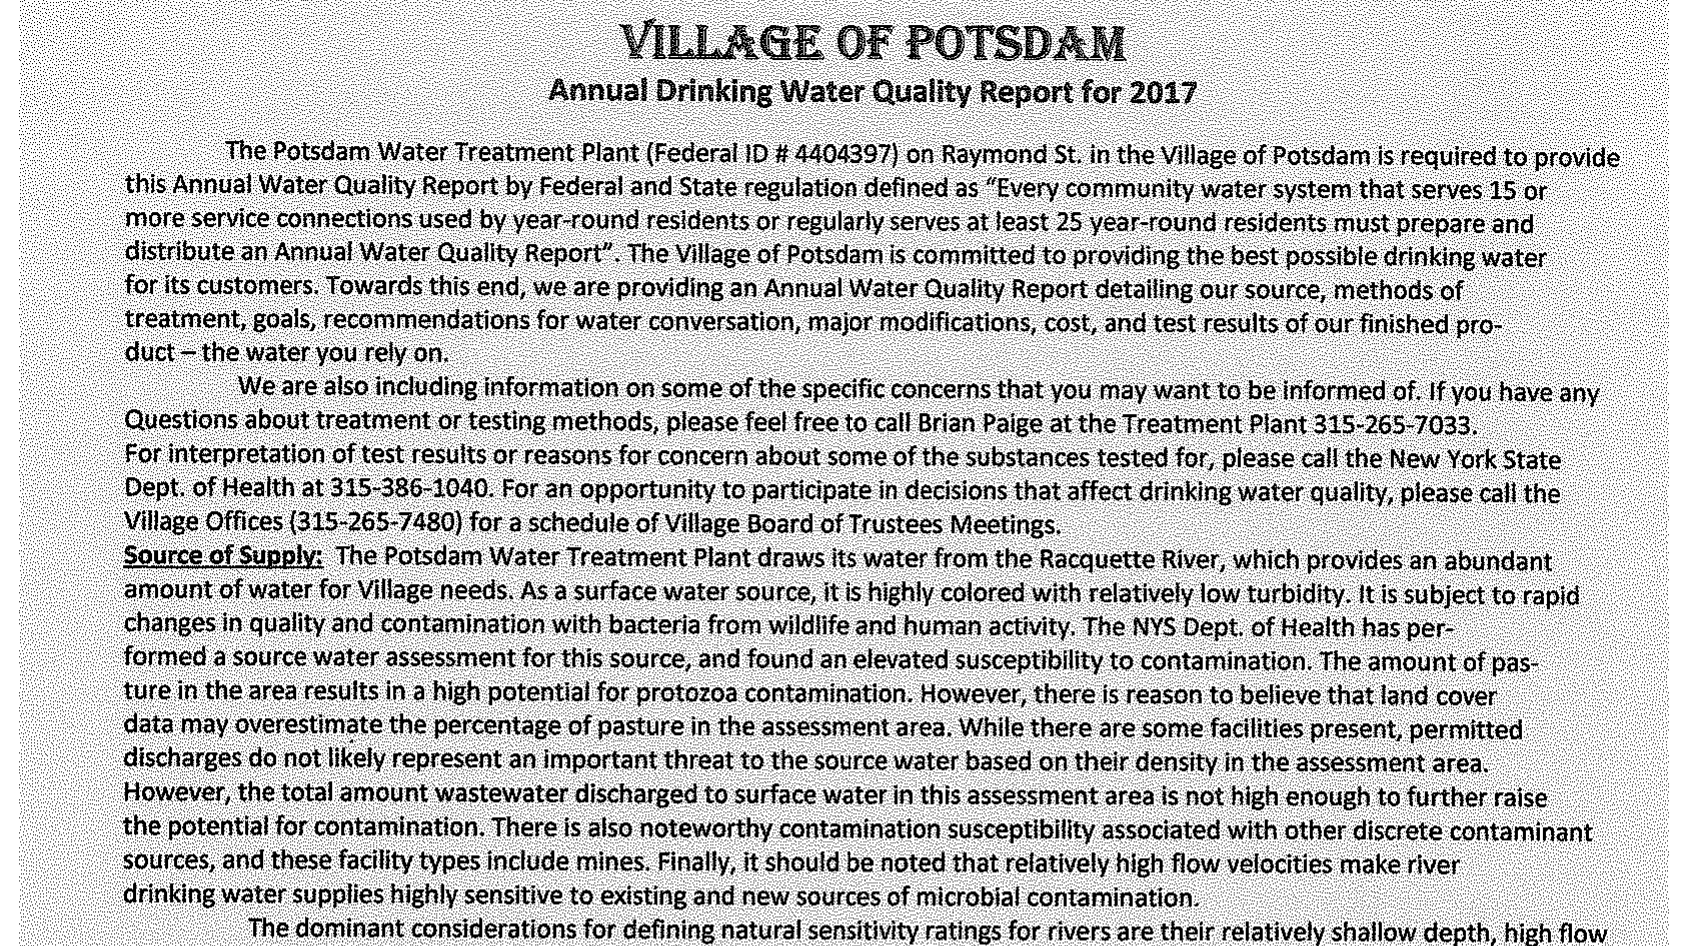 VILLAGE OF POTSDAM
Annual Drinking Water Quality Report for 2017
The Potsdam Water Treatment Plant (Federal ID # 4404397) on Raymond St. in the Village of Potsdam is required to provide
this Annual Water Quality Report by Federal and State regulation defined as “Every community water system that serves 15 or
more service connections used by year-round residents or regularly serves at least 25 year-round residents must prepare and
distribute an Annual Water Quality Report”. The Village of Potsdam is committed to providing the best possible drinking water
for its customers. Towards this end, we are providing an Annual Water Quality Report detailing our source, methods of
treatment, goals, recommendations for water conversation, major modifications, cost, and test results of our finished pro-
duct – the water you rely on.
We are also including information on some of the specific concerns that you may want to be informed of. If you have any
Questions about treatment or testing methods, please feel free to call Brian Paige at the Treatment Plant 315-265-7033.
For interpretation of test results or reasons for concern about some of the substances tested for, please call the New York State
Dept. of Health at 315-386-1040. For an opportunity to participate in decisions that affect drinking water quality, please call the
Village Offices (315-265-7480) for a schedule of Village Board of Trustees Meetings.
Source of Supply: The Potsdam Water Treatment Plant draws its water from the Racquette River, which provides an abundant
amount of water for Village needs. As a surface water source, it is highly colored with relatively low turbidity. It is subject to rapid
changes in quality and contamination with bacteria from wildlife and human activity. The NYS Dept. of Health has per-
formed a source water assessment for this source, and found an elevated susceptibility to contamination. The amount of pas-
ture in the area results in a high potential for protozoa contamination. However, there is reason to believe that land cover
data may overestimate the percentage of pasture in the assessment area. While there are some facilities present, permitted
discharges do not likely represent an important threat to the source water based on their density in the assessment area.
However, the total amount wastewater discharged to surface water in this assessment area is not high enough to further raise
the potential for contamination. There is also noteworthy contamination susceptibility associated with other discrete contaminant
sources, and these facility types include mines. Finally, it should be noted that relatively high flow velocities make river
drinking water supplies highly sensitive to existing and new sources of microbial contamination.
The dominant considerations for defining natural sensitivity ratings for rivers are their relatively shallow depth, high flow